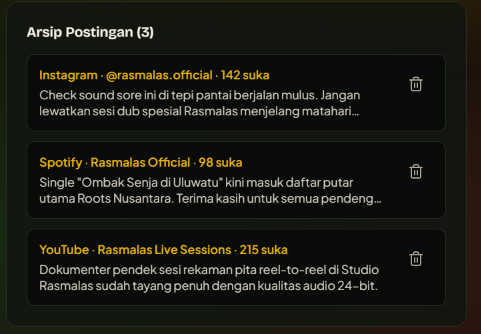 Arsip Postingan (3)
Instagram · @rasmalas.official · 142 suka
Check sound sore ini di tepi pantai berjalan mulus. Jangan
lewatkan sesi dub spesial Rasmalas menjelang matahari...
Spotify · Rasmalas Official · 98 suka
Single "Ombak Senja di Uluwatu" kini masuk daftar putar
utama Roots Nusantara. Terima kasih untuk semua pendeng...
YouTube · Rasmalas Live Sessions · 215 suka
Dokumenter pendek sesi rekaman pita reel-to-reel di Studio
Rasmalas sudah tayang penuh dengan kualitas audio 24-bit.